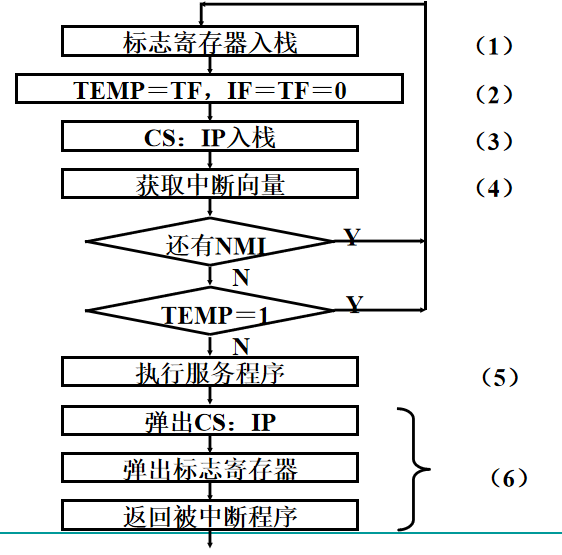 标志寄存器入栈 （1）
TEMP＝TF，IF＝TF＝0 （2）
CS：IP入栈 （3）
获取中断向量 （4）
还有NMI Y
N
TEMP＝1 Y
N
执行服务程序 （5）
弹出CS：IP
弹出标志寄存器 （6）
返回被中断程序